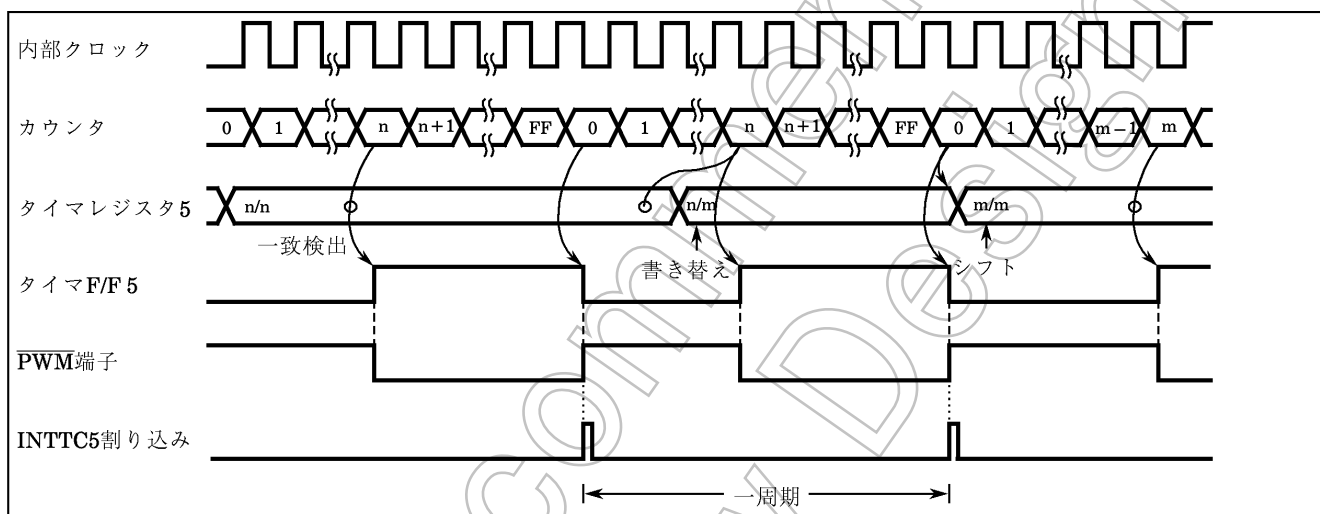 内部クロック
カウンタ 0 1 n n+1 FF 0 1 n n+1 FF 0 1 m-1 m
タイマレジスタ5 n/n n/m m/m
一致検出 書き替え シフト
タイマF/F 5
PWM端子
INTTC5割り込み
一周期
commen
Design